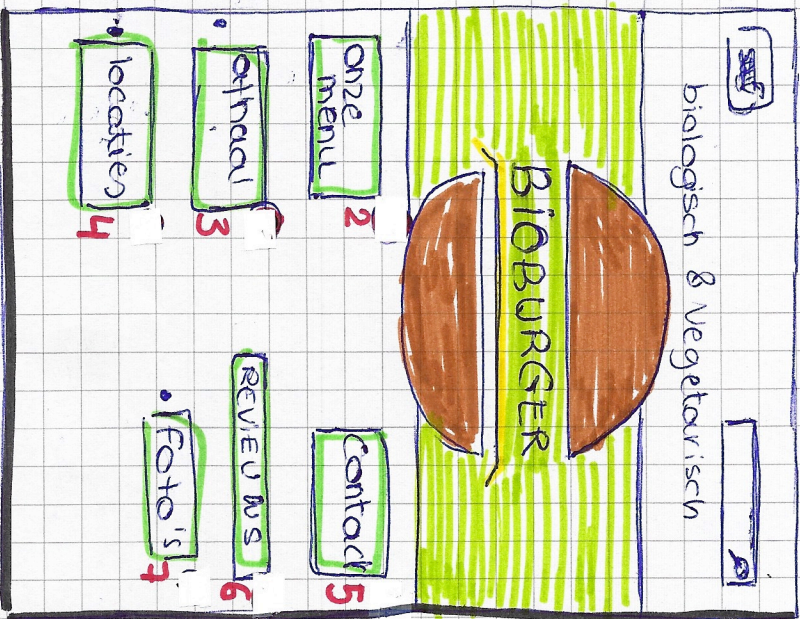 biologisch & vegetarisch
BIOBURGER
onze
menu
2
Contact
5
afhaal
3
REVIEUWS
6
locaties
4
Foto's
7